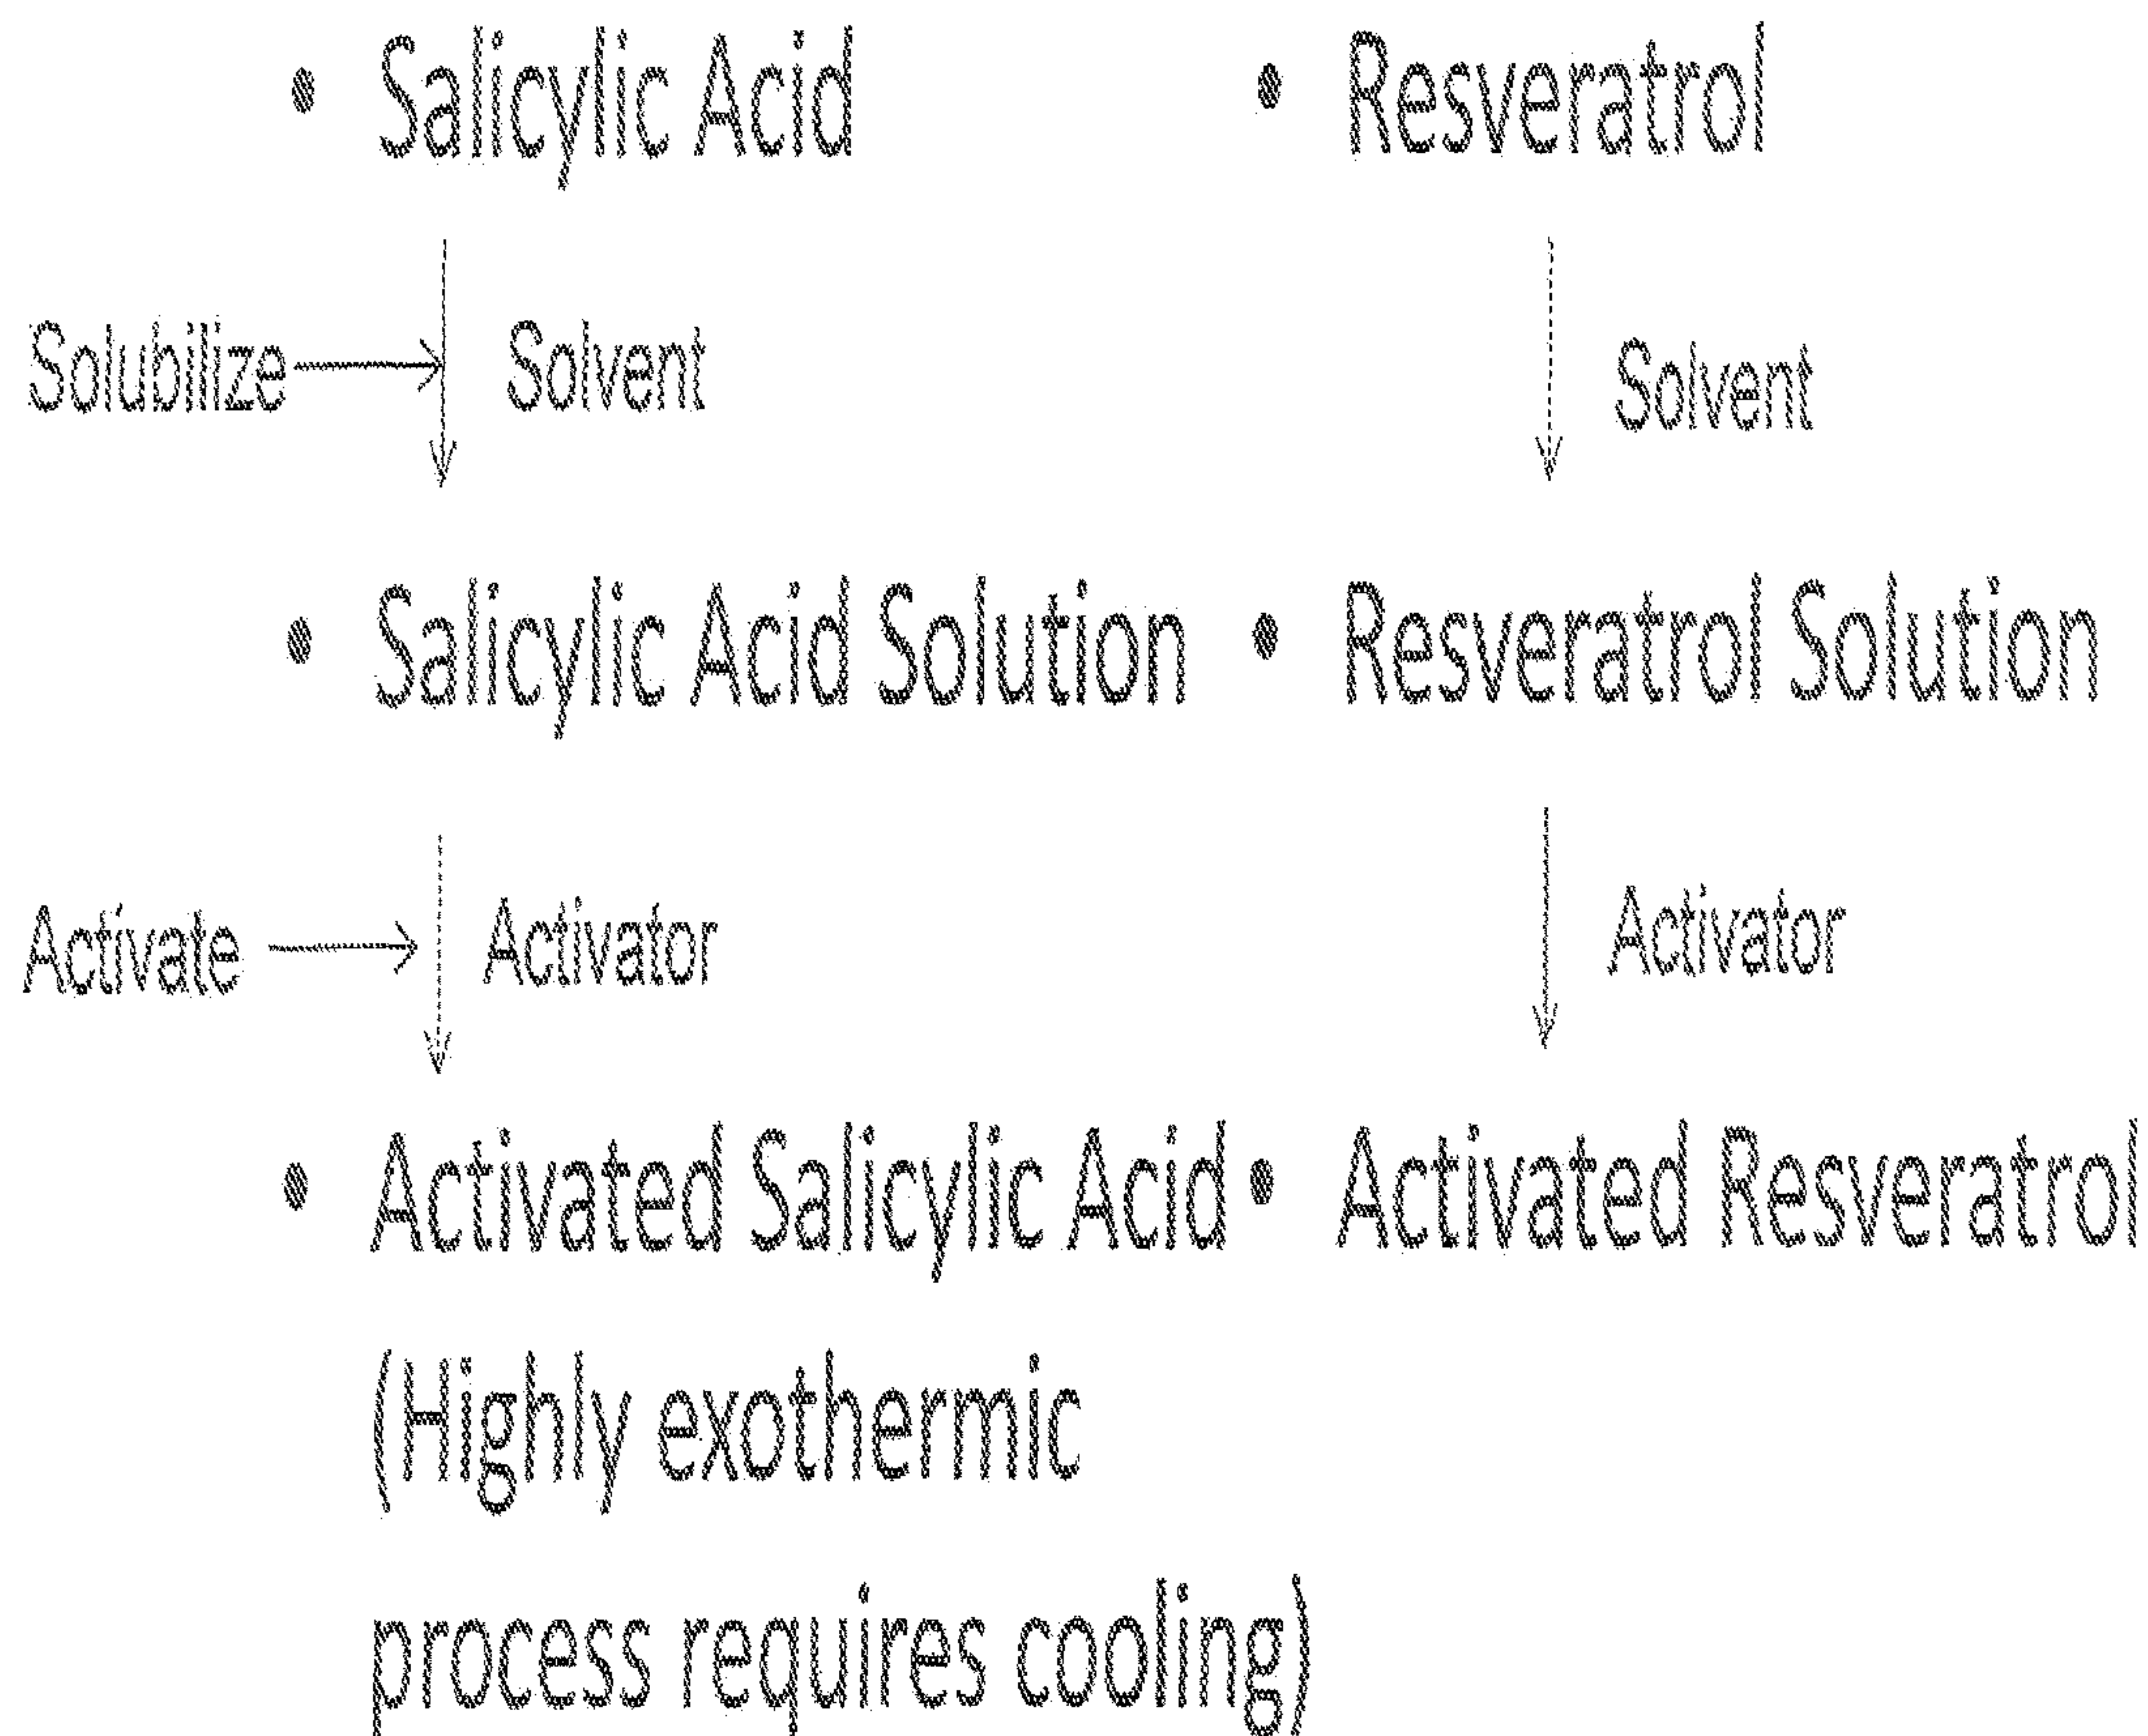 • Salicylic Acid • Resveratrol
Solubilize Solvent Solvent
• Salicylic Acid Solution • Resveratrol Solution
Activate Activator Activator
• Activated Salicylic Acid • Activated Resveratrol
(Highly exothermic
process requires cooling)